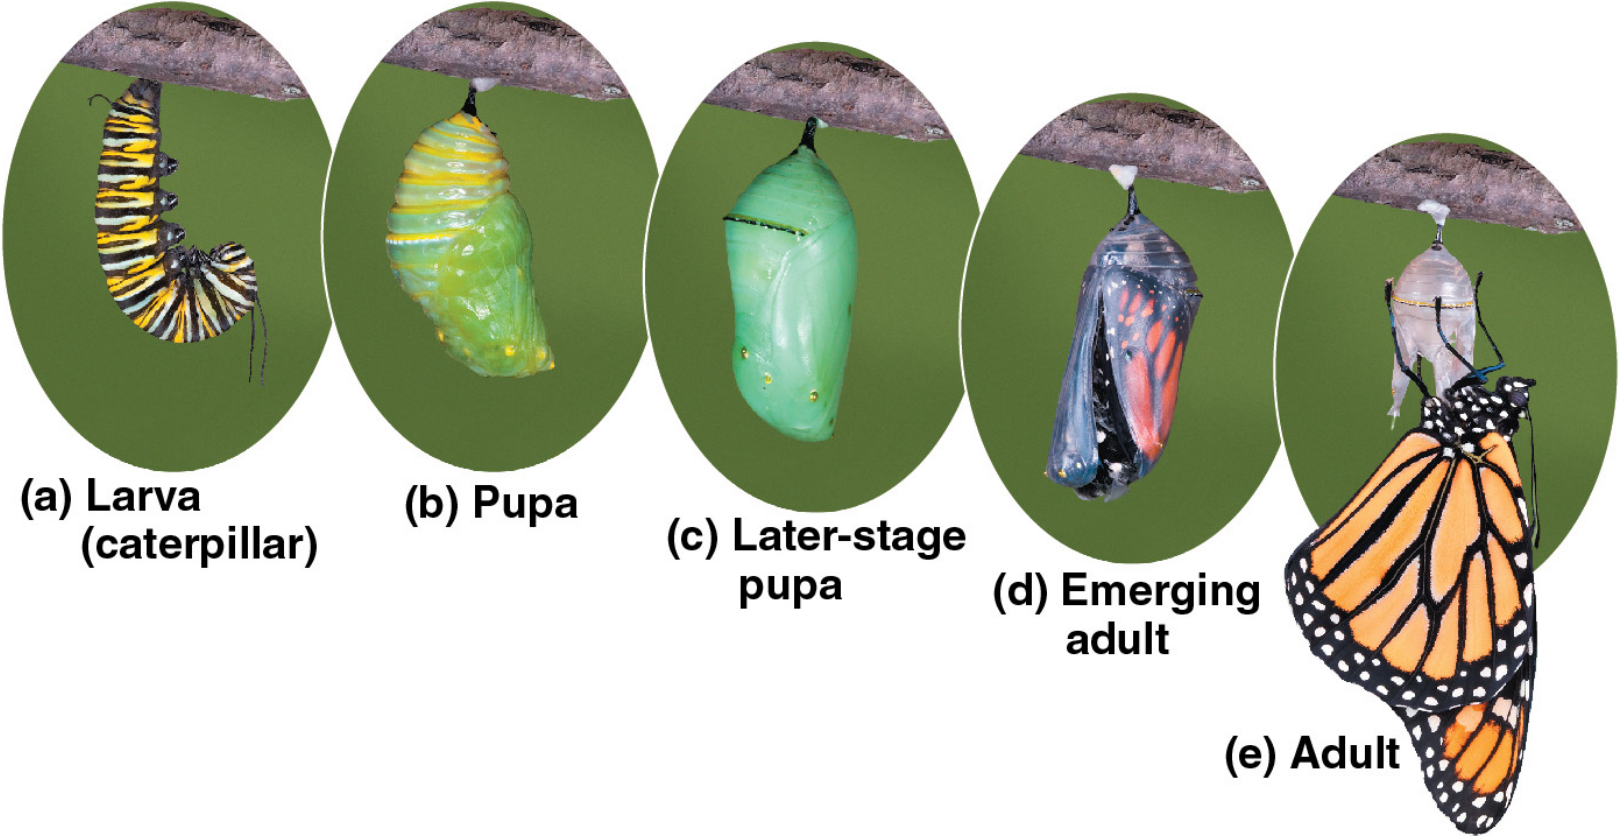 (a) Larva
(caterpillar)
(b) Pupa
(c) Later-stage
pupa
(d) Emerging
adult
(e) Adult